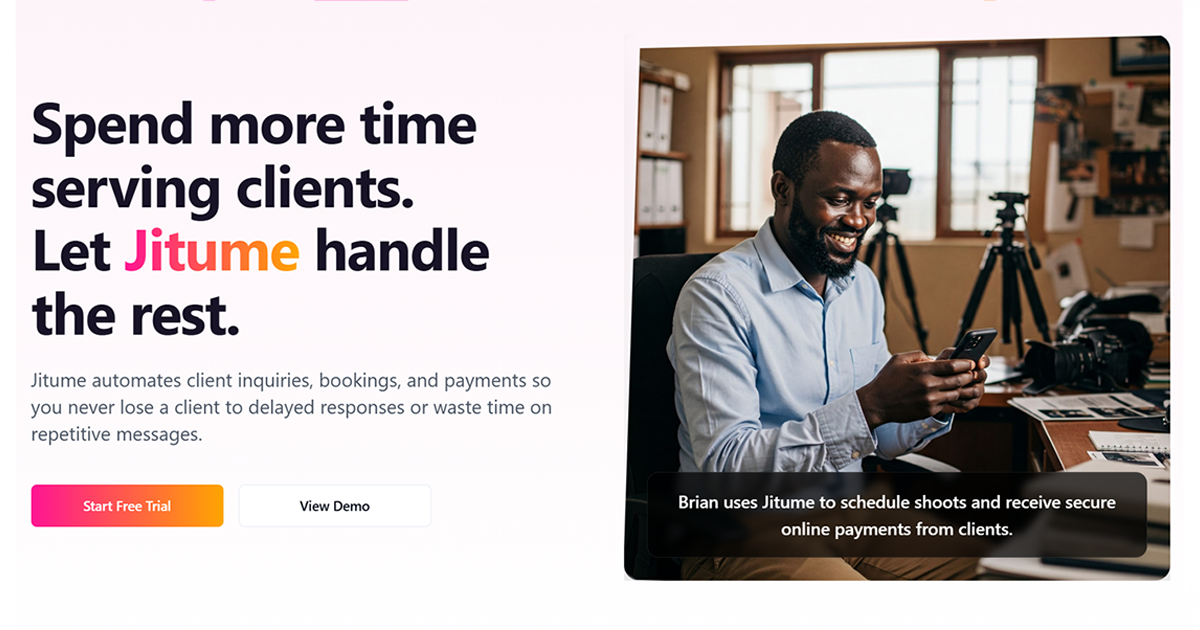 Spend more time
serving clients.
Let Jitume handle
the rest.
Jitume automates client inquiries, bookings, and payments so
you never lose a client to delayed responses or waste time on
repetitive messages.
Start Free Trial
View Demo
Brian uses Jitume to schedule shoots and receive secure
online payments from clients.